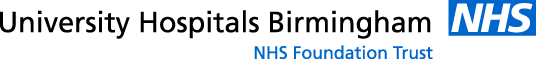 University Hospitals Birmingham NHS
NHS Foundation Trust